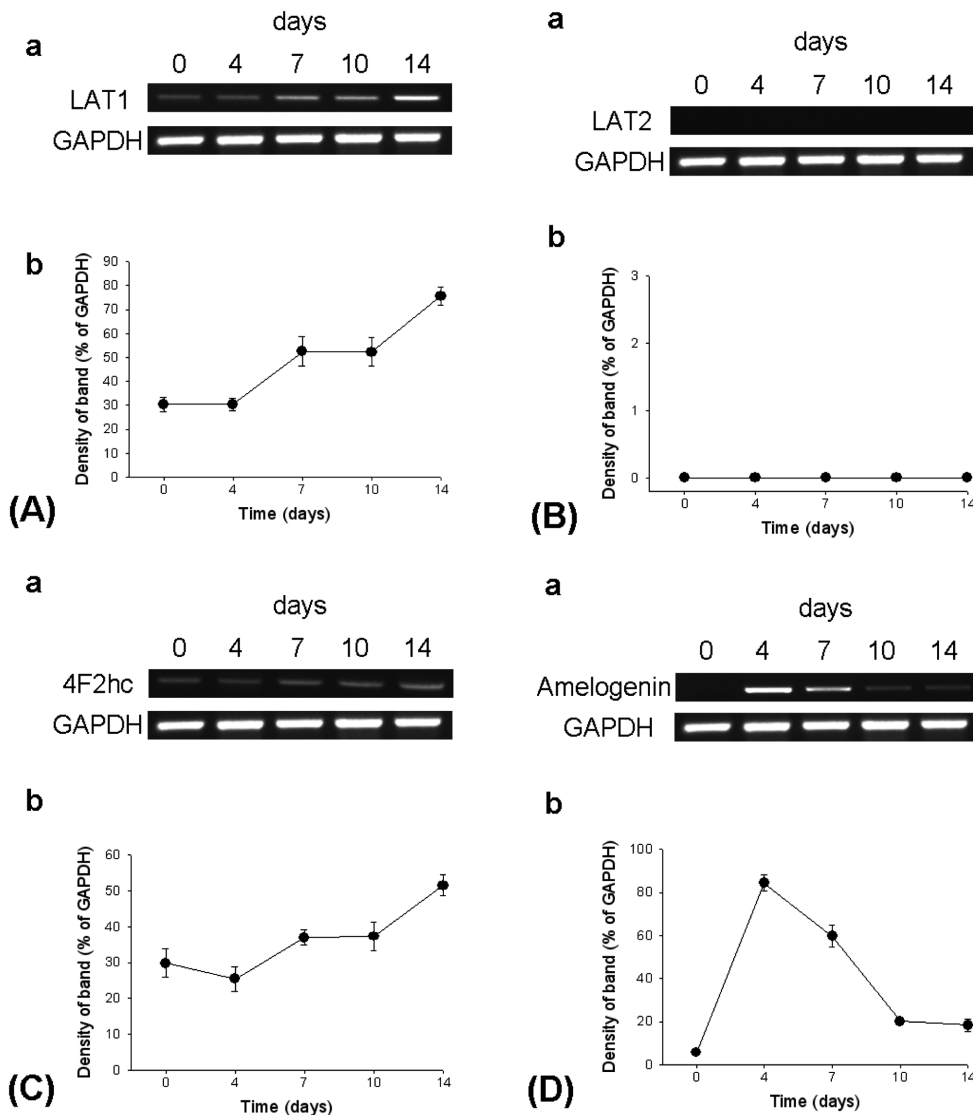 a
days
0 4 7 10 14
LAT1
GAPDH
b
Density of band (% of GAPDH)
90
80
70
60
50
40
30
20
10
0
0 4 7 10 14
Time (days)
(A)
a
days
0 4 7 10 14
LAT2
GAPDH
b
Density of band (% of GAPDH)
3
2
1
0
0 4 7 10 14
Time (days)
(B)
a
days
0 4 7 10 14
4F2hc
GAPDH
b
Density of band (% of GAPDH)
60
50
40
30
20
10
0
0 4 7 10 14
Time (days)
(C)
a
days
0 4 7 10 14
Amelogenin
GAPDH
b
Density of band (% of GAPDH)
100
80
60
40
20
0
0 4 7 10 14
Time (days)
(D)